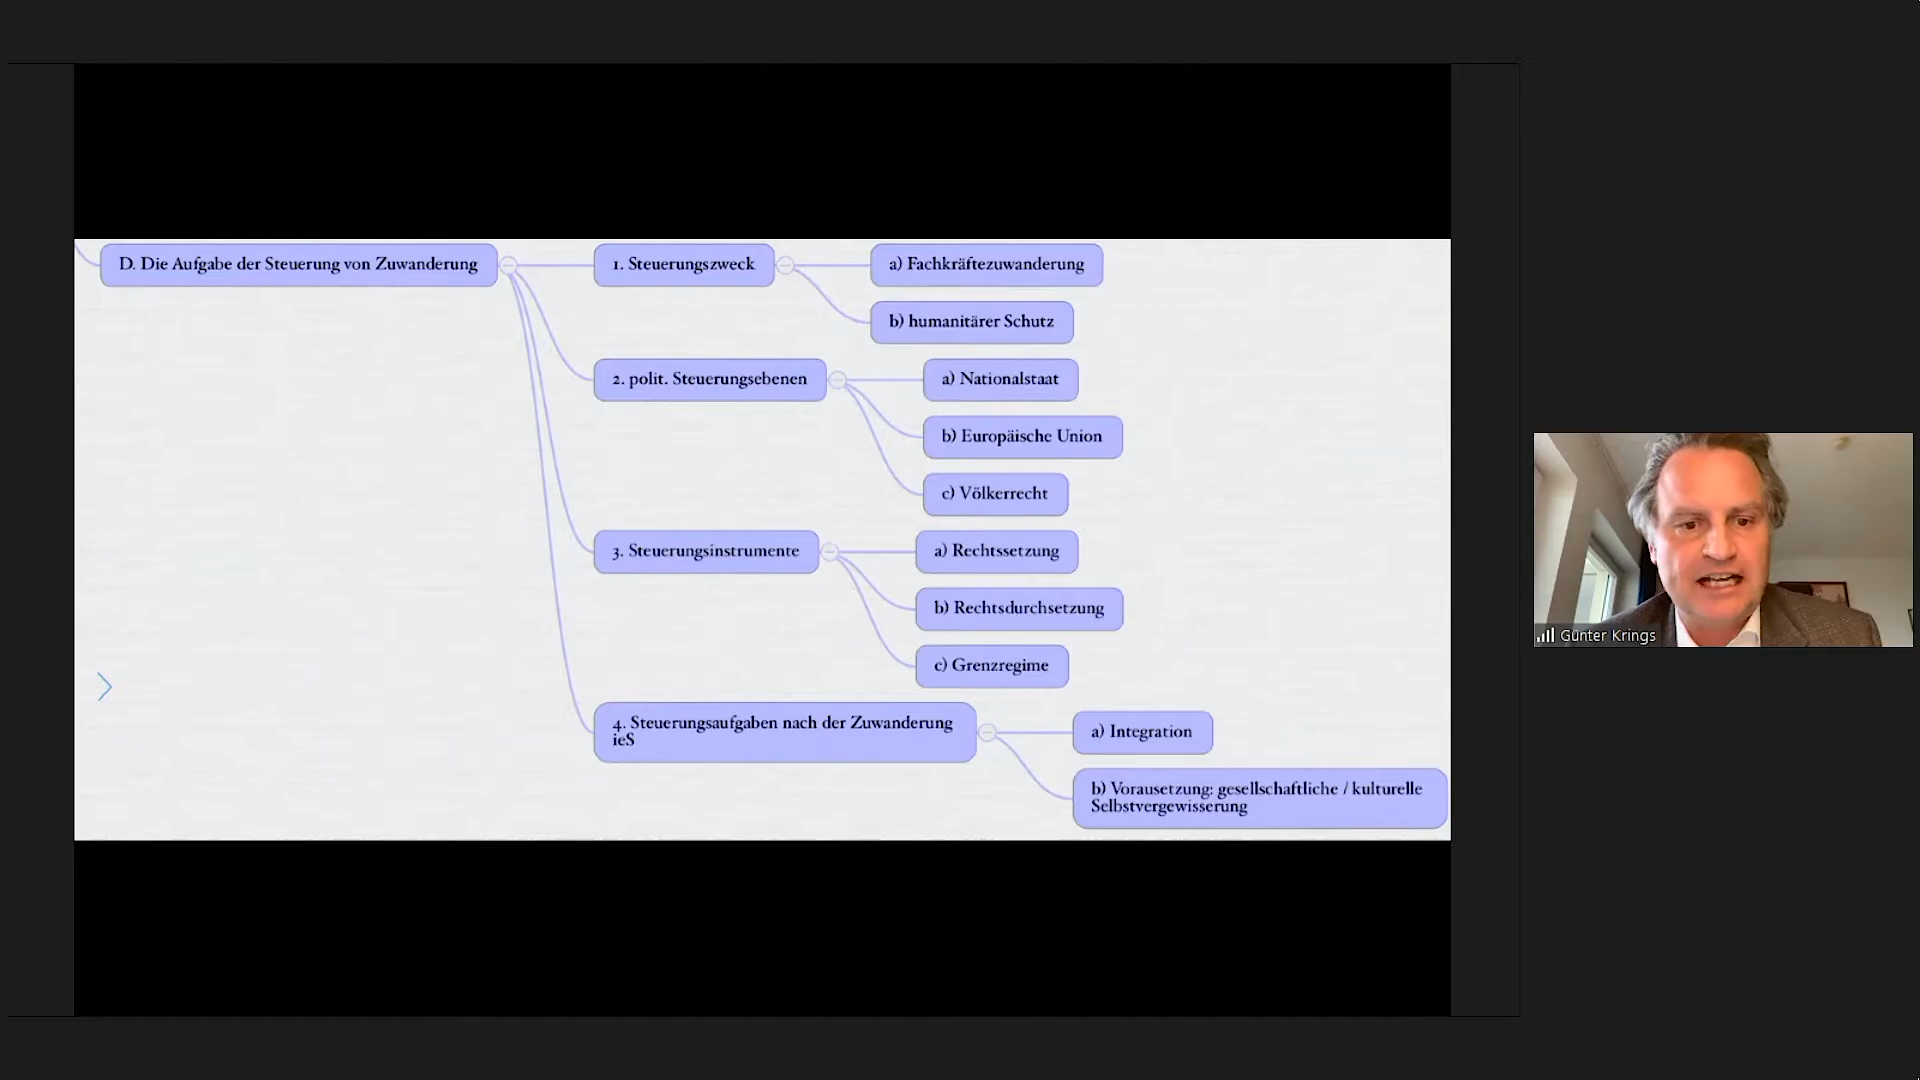 D. Die Aufgabe der Steuerung von Zuwanderung
1. Steuerungszweck
a) Fachkräftezuwanderung
b) humanitärer Schutz
2. polit. Steuerungsebenen
a) Nationalstaat
b) Europäische Union
c) Völkerrecht
3. Steuerungsinstrumente
a) Rechtssetzung
b) Rechtsdurchsetzung
c) Grenzregime
4. Steuerungsaufgaben nach der Zuwanderung
ieS
a) Integration
b) Vorausetzung: gesellschaftliche / kulturelle
Selbstvergewisserung
Günter Krings